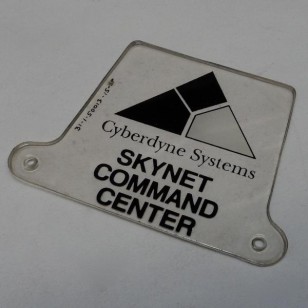 Cyberdyne Systems
SKYNET
COMMAND
CENTER